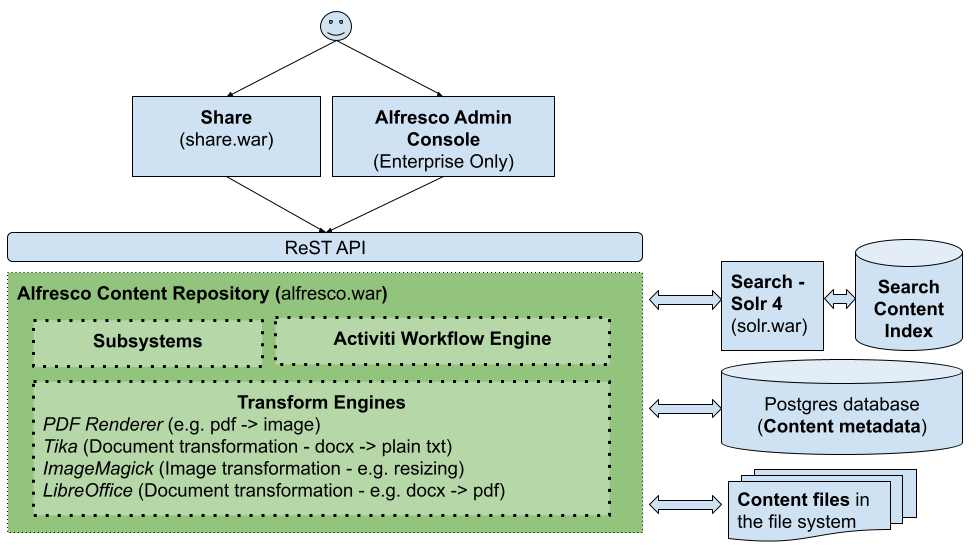 Share
(share.war)
Alfresco Admin
Console
(Enterprise Only)
ReST API
Alfresco Content Repository (alfresco.war)
Subsystems
Activiti Workflow Engine
Transform Engines
PDF Renderer (e.g. pdf -> image)
Tika (Document transformation - docx -> plain txt)
ImageMagick (Image transformation - e.g. resizing)
LibreOffice (Document transformation - e.g. docx -> pdf)
Search -
Solr 4
(solr.war)
Search
Content
Index
Postgres database
(Content metadata)
Content files in
the file system